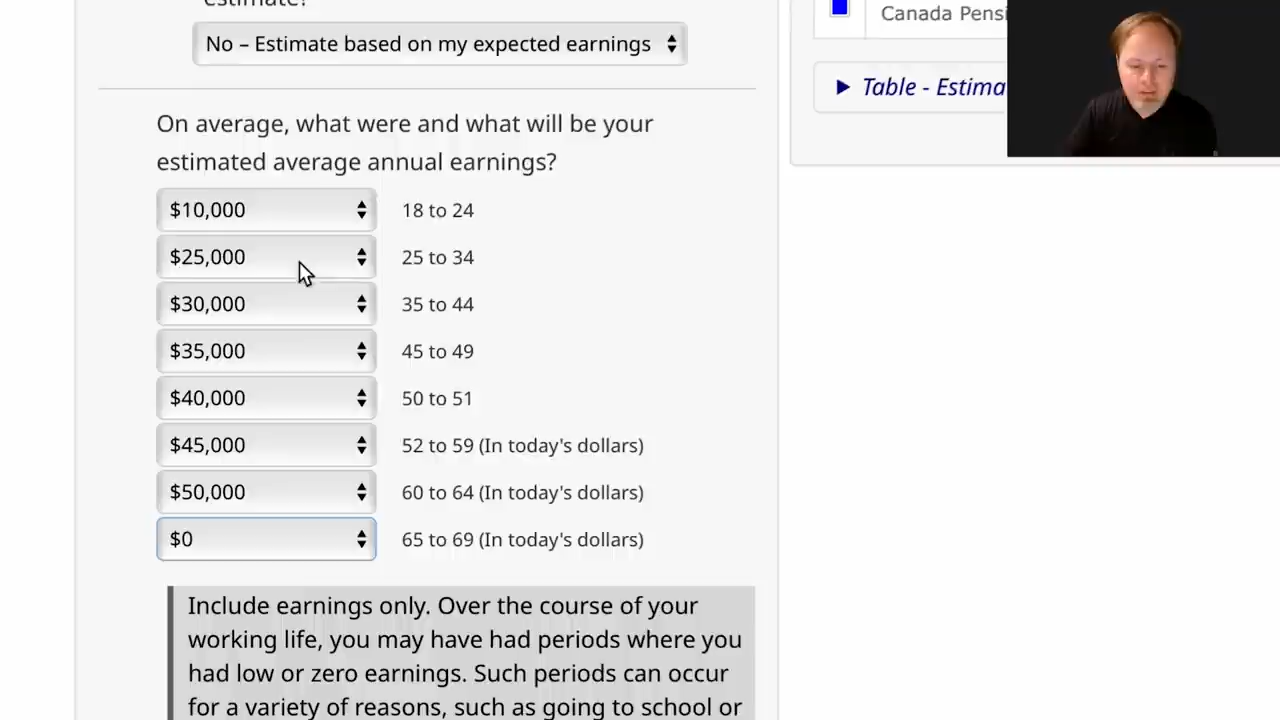 estimate?
No – Estimate based on my expected earnings
On average, what were and what will be your
estimated average annual earnings?
$10,000 18 to 24
$25,000 25 to 34
$30,000 35 to 44
$35,000 45 to 49
$40,000 50 to 51
$45,000 52 to 59 (In today's dollars)
$50,000 60 to 64 (In today's dollars)
$0 65 to 69 (In today's dollars)
Include earnings only. Over the course of your
working life, you may have had periods where you
had low or zero earnings. Such periods can occur
for a variety of reasons, such as going to school or
Canada Pensi
Table - Estima